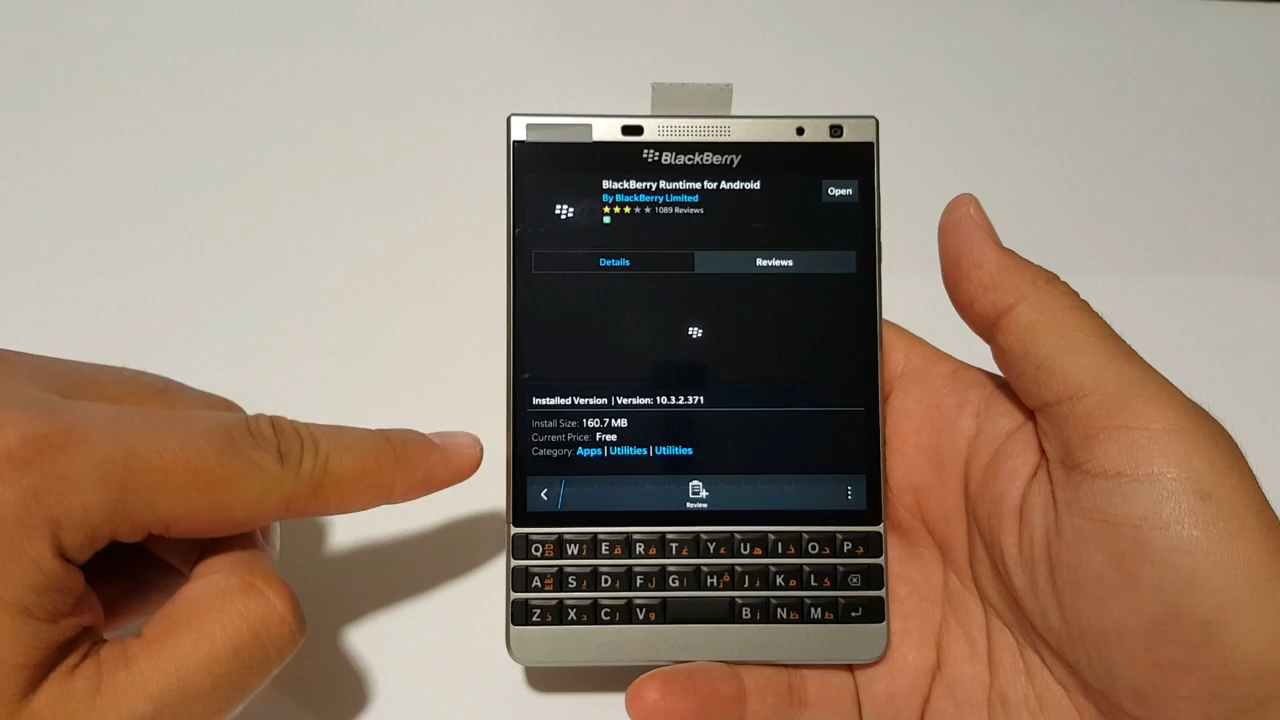 BlackBerry
BlackBerry Runtime for Android
Open
By BlackBerry Limited
1089 Reviews
Details
Reviews
Installed Version | Version: 10.3.2.371
Install Size: 160.7 MB
Current Price: Free
Category: Apps | Utilities | Utilities
Review
Q W E R T Y U I O P
A S D F G H J K L
Z X C V B N M